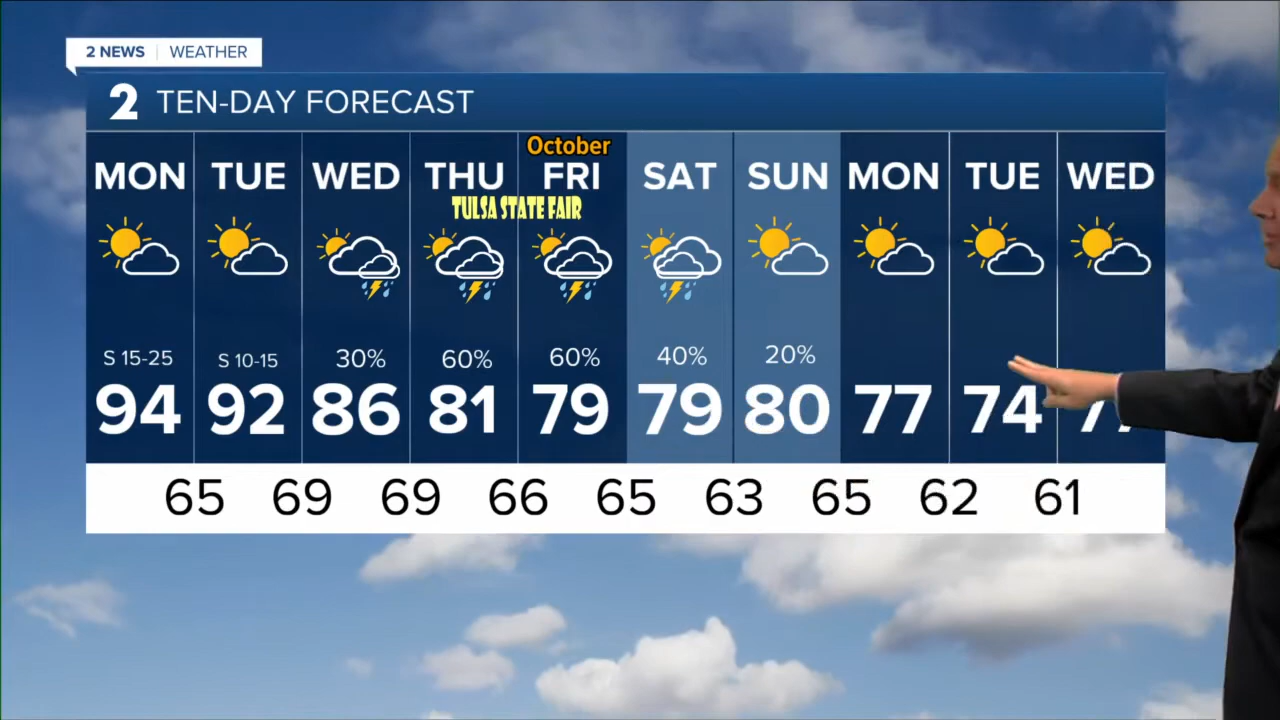 2 NEWS | WEATHER
2 TEN-DAY FORECAST
October
MON TUE WED THU FRI SAT SUN MON TUE WED
TULSA STATE FAIR
S 15-25 S 10-15 30% 60% 60% 40% 20%
94 92 86 81 79 79 80 77 74
65 69 69 66 65 63 65 62 61